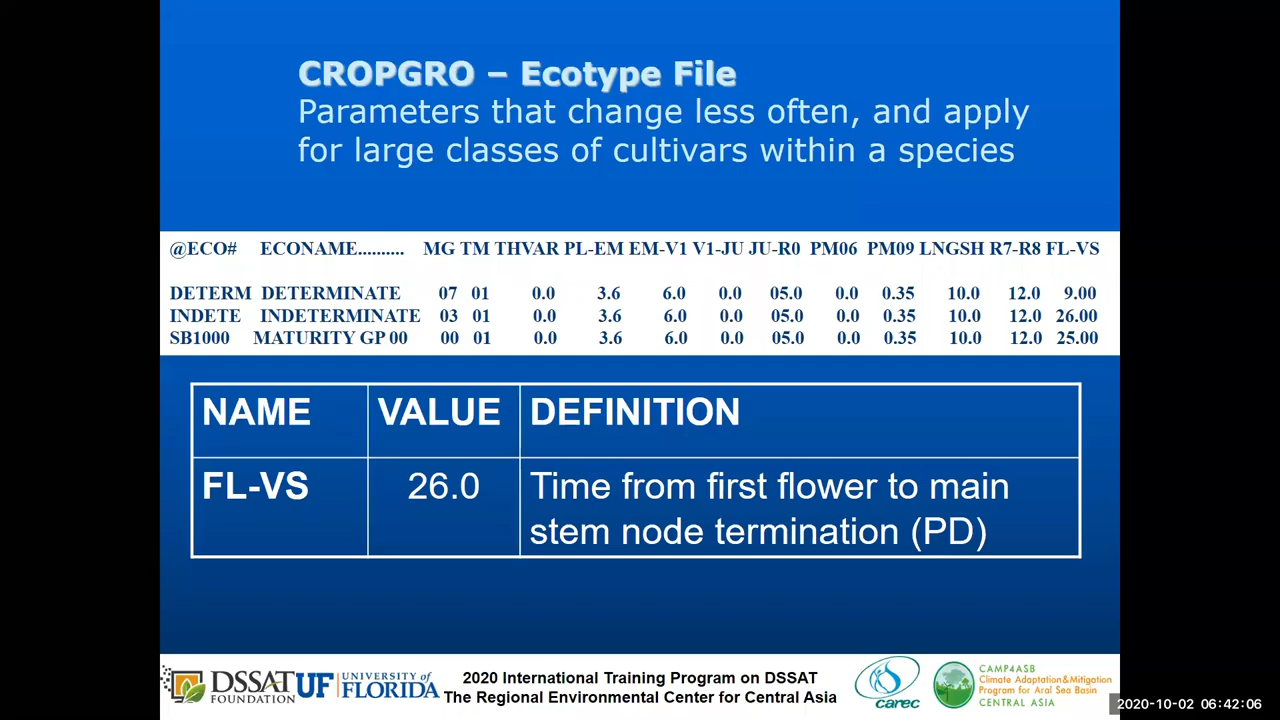 CROPGRO – Ecotype File
Parameters that change less often, and apply
for large classes of cultivars within a species
@ECO# ECONAME.......... MG TM THVAR PL-EM EM-V1 V1-JU JU-R0 PM06 PM09 LNGSH R7-R8 FL-VS
DETERM DETERMINATE 07 01 0.0 3.6 6.0 0.0 05.0 0.0 0.35 10.0 12.0 9.00
INDETE INDETERMINATE 03 01 0.0 3.6 6.0 0.0 05.0 0.0 0.35 10.0 12.0 26.00
SB1000 MATURITY GP 00 00 01 0.0 3.6 6.0 0.0 05.0 0.0 0.35 10.0 12.0 25.00
NAME VALUE DEFINITION
FL-VS 26.0 Time from first flower to main
stem node termination (PD)
DSSAT
FOUNDATION
UF UNIVERSITY of
FLORIDA
2020 International Training Program on DSSAT
The Regional Environmental Center for Central Asia
carec
CAMP4ASB
Climate Adaptation&Mitigation
Program for Aral Sea Basin
CENTRAL ASIA
2020-10-02 06:42:06